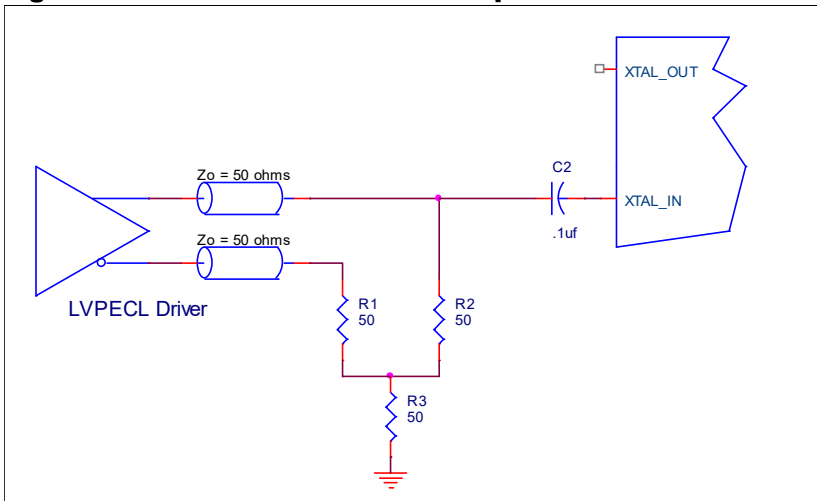 XTAL_OUT
Zo = 50 ohms
C2
XTAL_IN
.1uf
Zo = 50 ohms
LVPECL Driver
R1
50
R2
50
R3
50